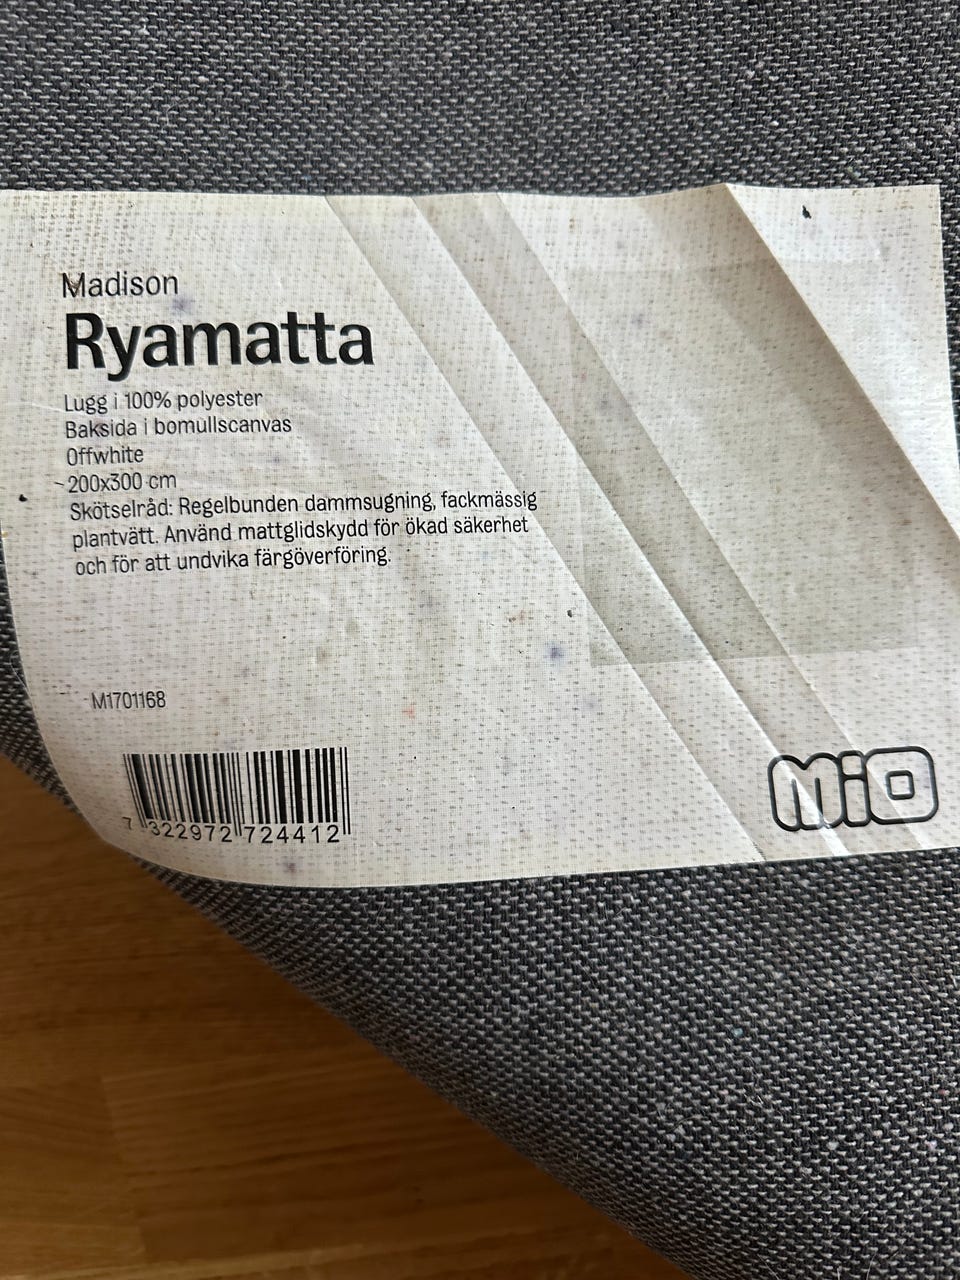 Madison
Ryamatta
Lugg i 100% polyester
Baksida i bomullscanvas
Offwhite
200x300 cm
Skötselråd: Regelbunden dammsugning, fackmässig
plantvätt. Använd mattglidskydd för ökad säkerhet
och för att undvika färgöverföring.
M1701168
7 322972 724412
MiO